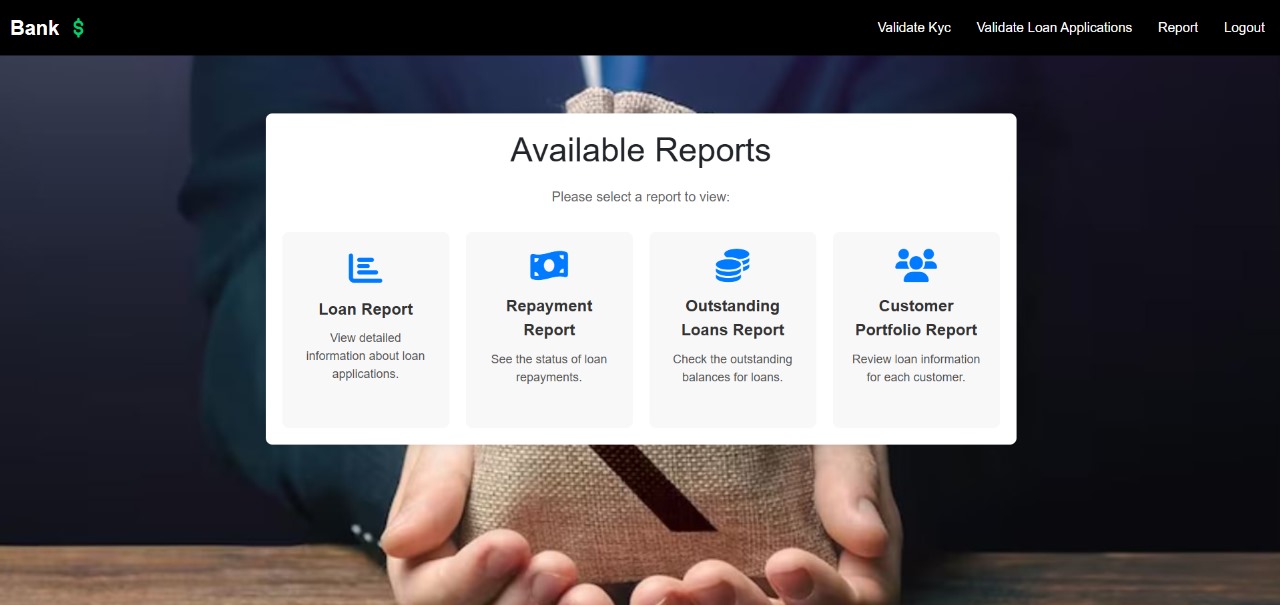 Bank $
Validate Kyc
Validate Loan Applications
Report
Logout
Available Reports
Please select a report to view:
Loan Report
View detailed
information about loan
applications.
Repayment
Report
See the status of loan
repayments.
Outstanding
Loans Report
Check the outstanding
balances for loans.
Customer
Portfolio Report
Review loan information
for each customer.